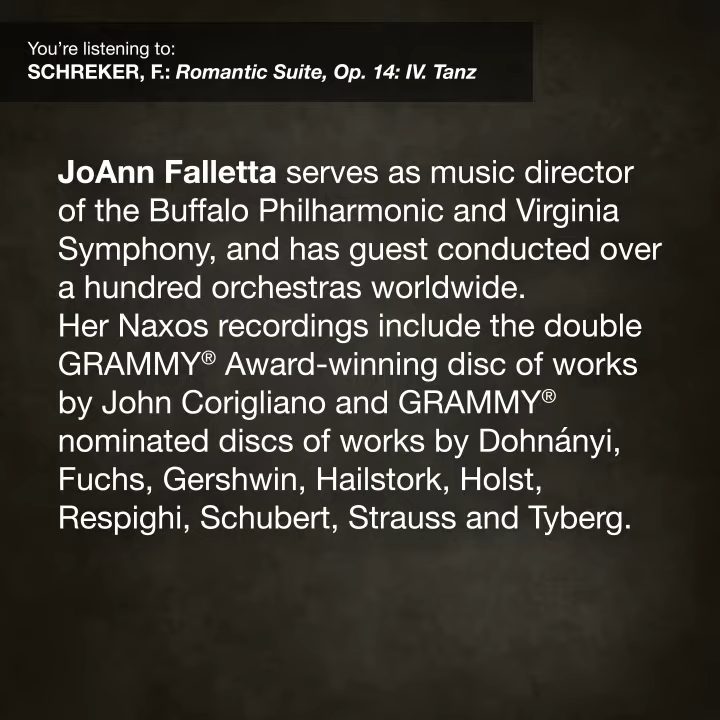 You're listening to:
SCHREKER, F.: Romantic Suite, Op. 14: IV. Tanz
JoAnn Falletta serves as music director
of the Buffalo Philharmonic and Virginia
Symphony, and has guest conducted over
a hundred orchestras worldwide.
Her Naxos recordings include the double
GRAMMY® Award-winning disc of works
by John Corigliano and GRAMMY®
nominated discs of works by Dohnányi,
Fuchs, Gershwin, Hailstork, Holst,
Respighi, Schubert, Strauss and Tyberg.